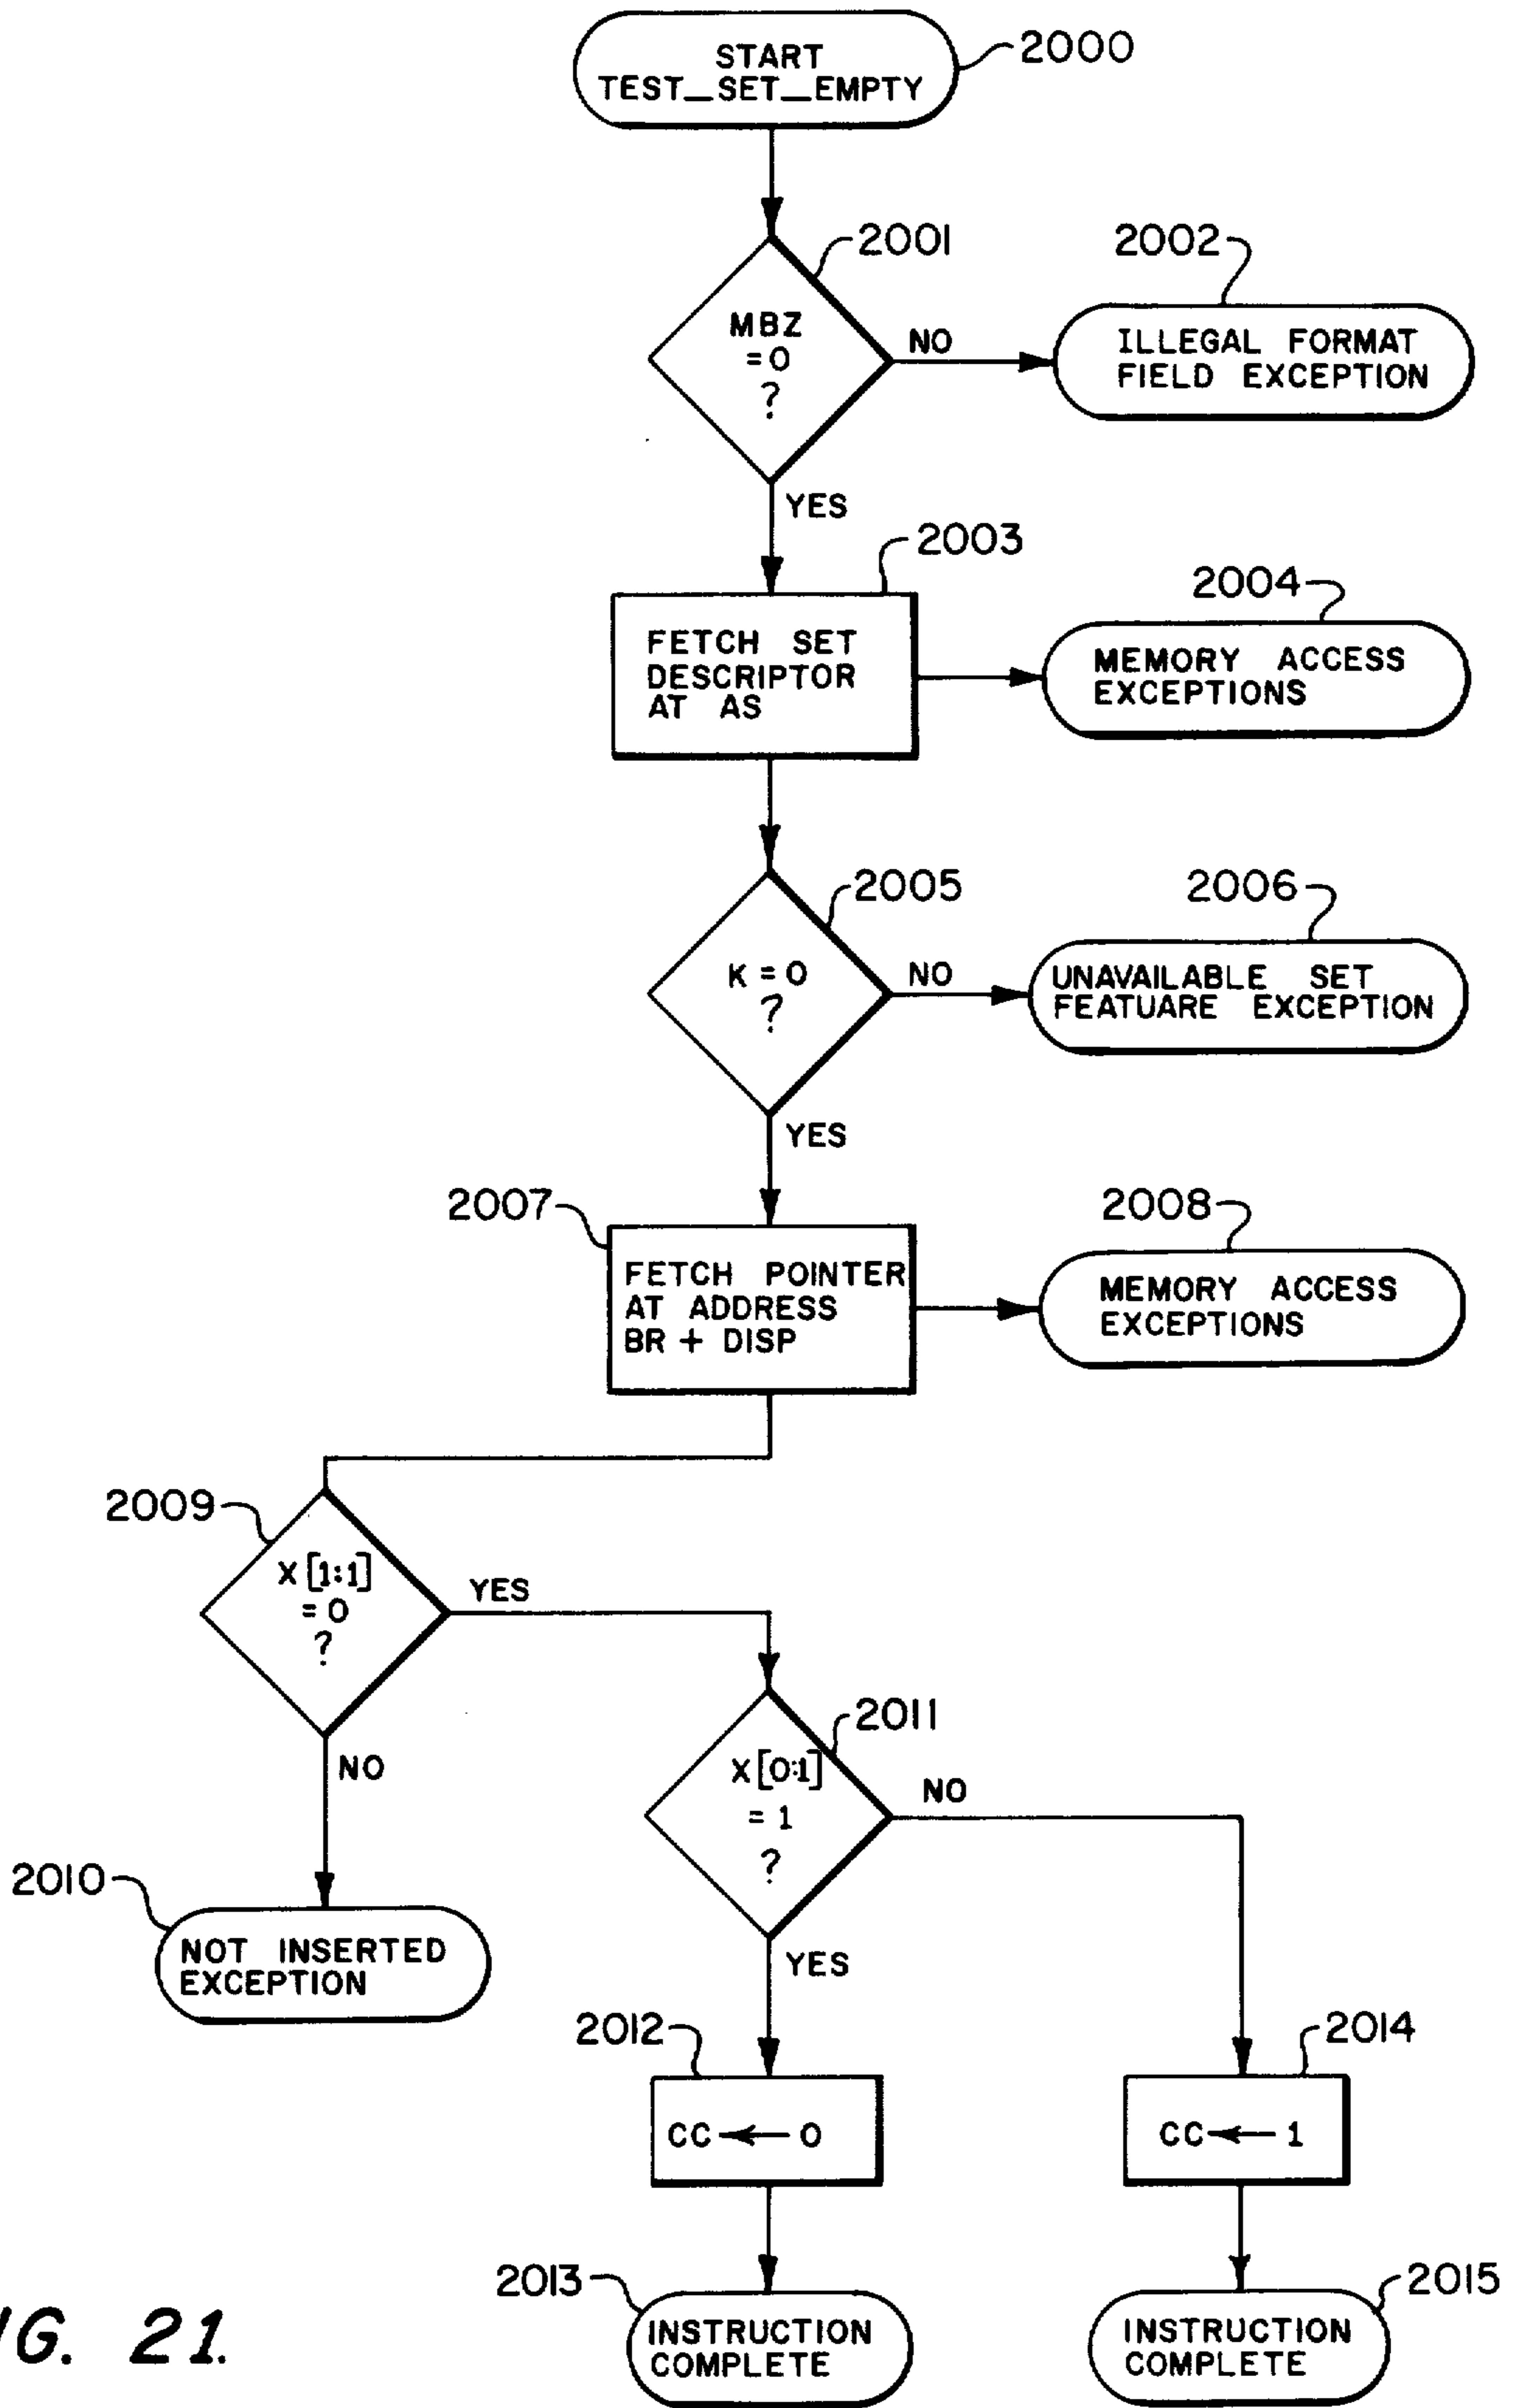 START
TEST_SET_EMPTY
2000
2001
MBZ
=0
?
NO
2002
ILLEGAL FORMAT
FIELD EXCEPTION
YES
2003
FETCH SET
DESCRIPTOR
AT AS
2004
MEMORY ACCESS
EXCEPTIONS
2005
K = 0
?
NO
2006
UNAVAILABLE SET
FEATUARE EXCEPTION
YES
2007
FETCH POINTER
AT ADDRESS
BR + DISP
2008
MEMORY ACCESS
EXCEPTIONS
2009
X [1:1]
= 0
?
YES
NO
2010
NOT INSERTED
EXCEPTION
2011
X [0:1]
= 1
?
NO
YES
2012
CC ← 0
2014
CC ← 1
2013
INSTRUCTION
COMPLETE
2015
INSTRUCTION
COMPLETE
G. 21.